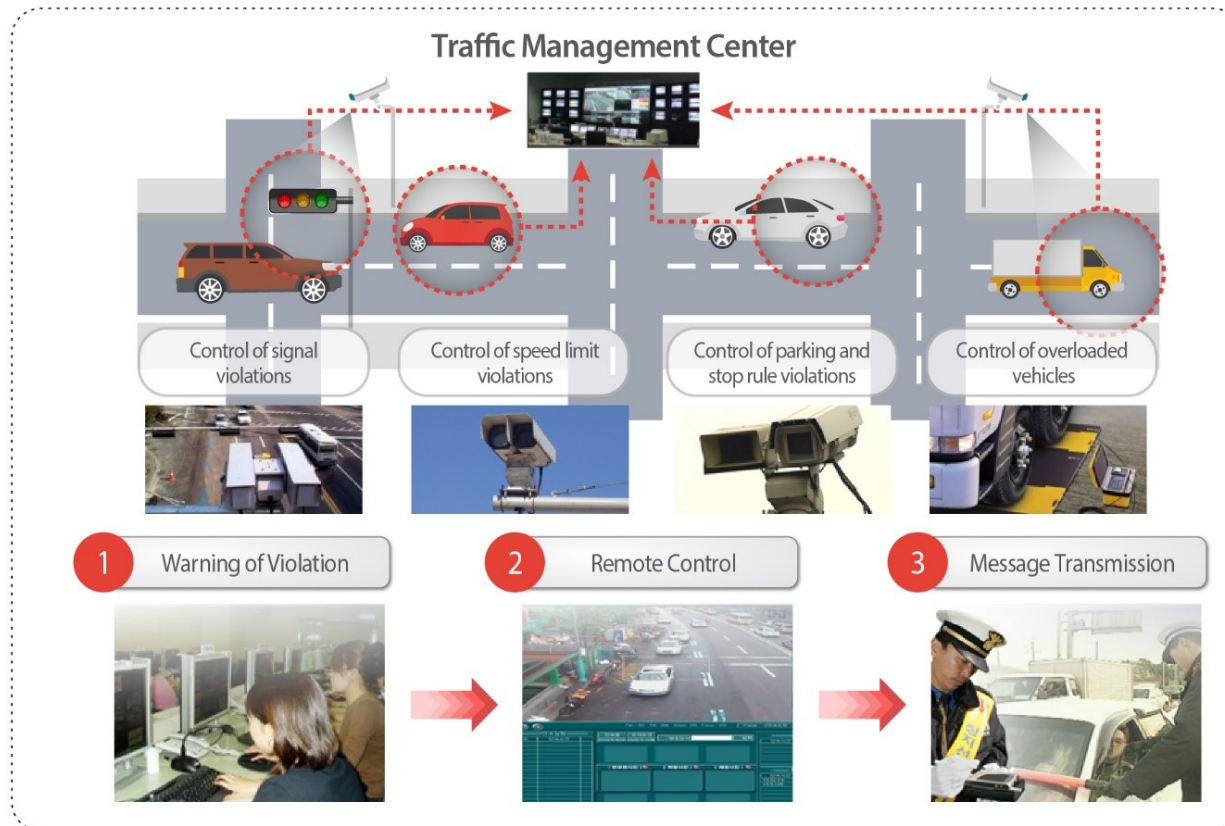 Traffic Management Center
Control of signal
violations
Control of speed limit
violations
Control of parking and
stop rule violations
Control of overloaded
vehicles
1 Warning of Violation
2 Remote Control
3 Message Transmission